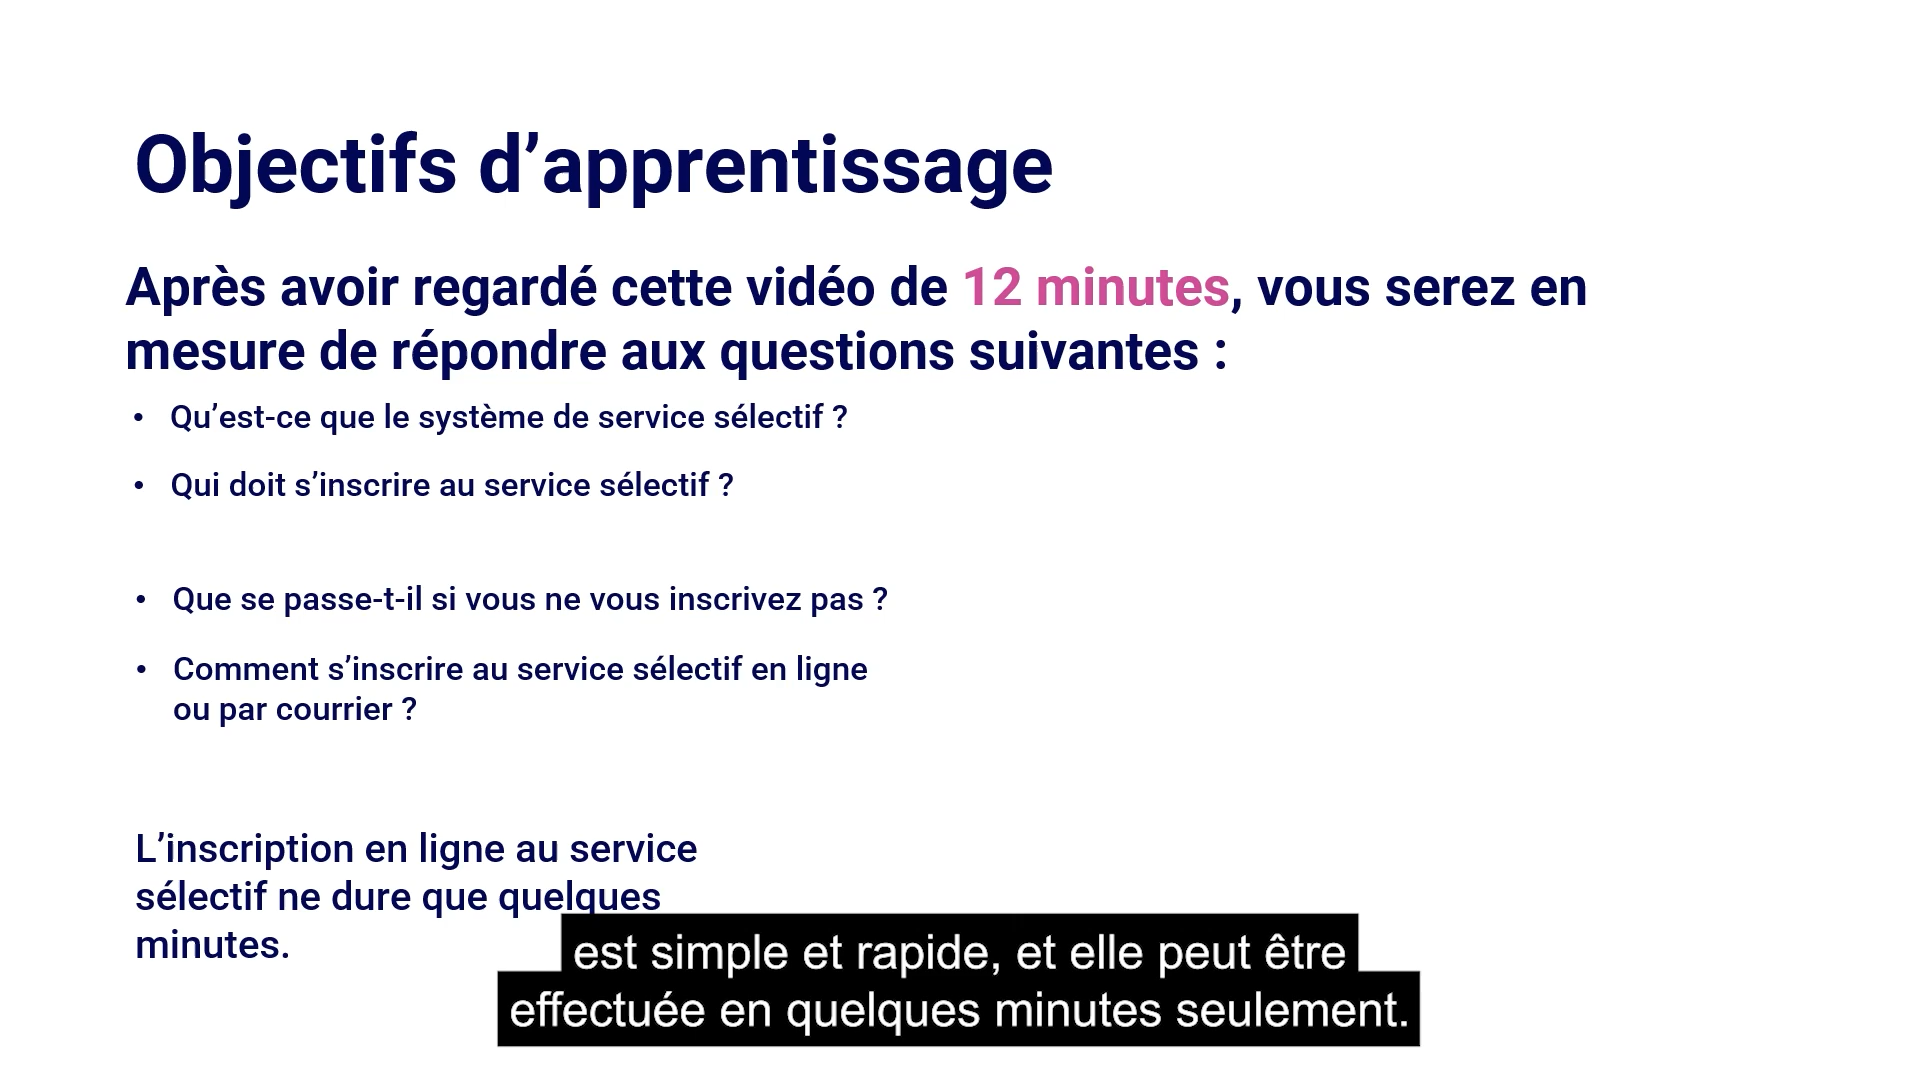 Objectifs d’apprentissage
Après avoir regardé cette vidéo de 12 minutes, vous serez en
mesure de répondre aux questions suivantes :
• Qu’est-ce que le système de service sélectif ?
• Qui doit s’inscrire au service sélectif ?
• Que se passe-t-il si vous ne vous inscrivez pas ?
• Comment s’inscrire au service sélectif en ligne
ou par courrier ?
L’inscription en ligne au service
sélectif ne dure que quelques
minutes.
est simple et rapide, et elle peut être
effectuée en quelques minutes seulement.